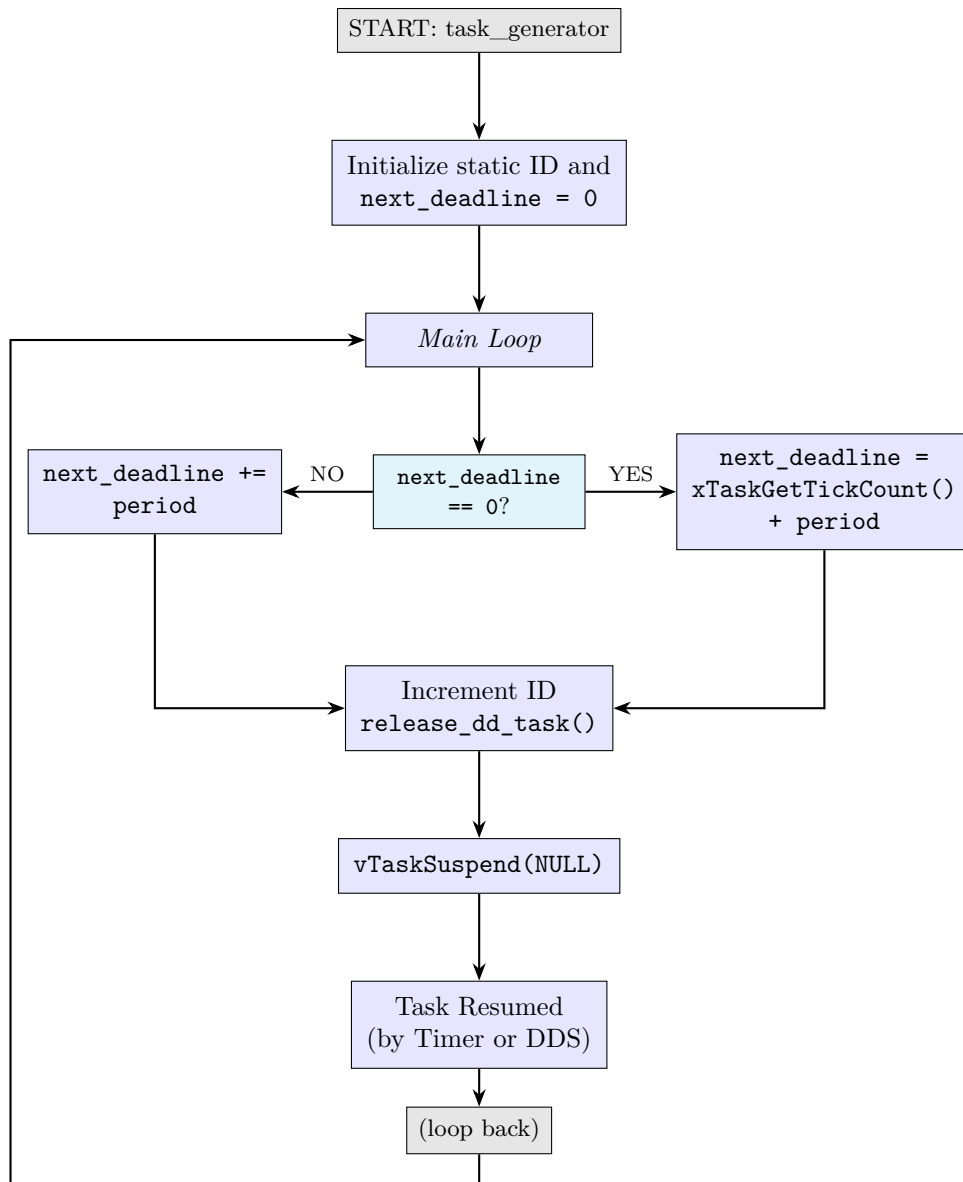 START: task_generator
Initialize static ID and
next_deadline = 0
Main Loop
next_deadline +=
period
NO
next_deadline
== 0?
YES
next_deadline =
xTaskGetTickCount()
+ period
Increment ID
release_dd_task()
vTaskSuspend(NULL)
Task Resumed
(by Timer or DDS)
(loop back)